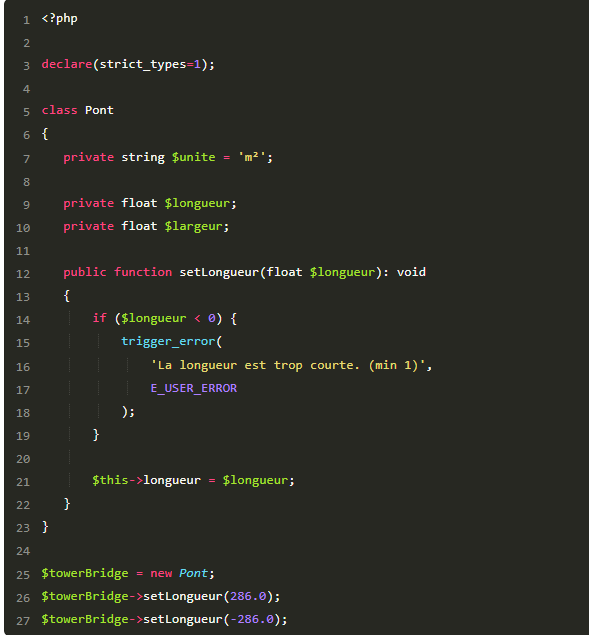 1 <?php
2
3 declare(strict_types=1);
4
5 class Pont
6 {
7 private string $unite = 'm²';
8
9 private float $longueur;
10 private float $largeur;
11
12 public function setLongueur(float $longueur): void
13 {
14 if ($longueur < 0) {
15 trigger_error(
16 'La longueur est trop courte. (min 1)',
17 E_USER_ERROR
18 );
19 }
20
21 $this->longueur = $longueur;
22 }
23 }
24
25 $towerBridge = new Pont;
26 $towerBridge->setLongueur(286.0);
27 $towerBridge->setLongueur(-286.0);